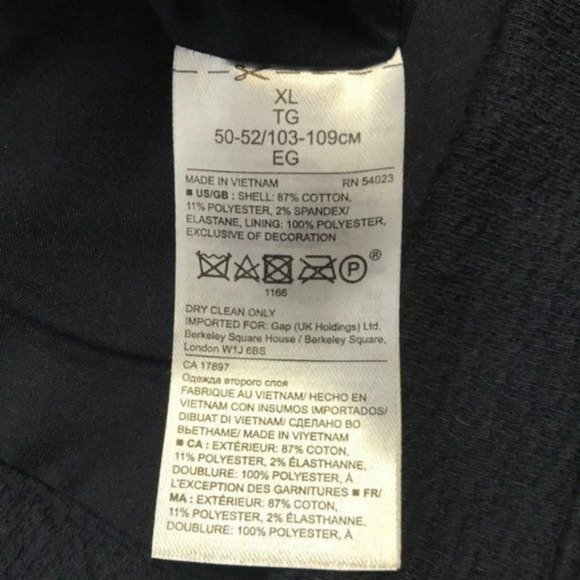 XL
TG
50-52/103-109CM
EG
MADE IN VIETNAM RN 54023
■ US/GB : SHELL: 87% COTTON,
11% POLYESTER, 2% SPANDEX/
ELASTANE, LINING: 100% POLYESTER,
EXCLUSIVE OF DECORATION
P ®
1166
DRY CLEAN ONLY
IMPORTED FOR: Gap (UK Holdings) Ltd.
Berkeley Square House / Berkeley Square,
London W1J 6BS
CA 17897
Одежда второго слоя
FABRIQUE AU VIETNAM/ HECHO EN
VIETNAM CON INSUMOS IMPORTADOS/
DIBUAT DI VIETNAM/ СДЕЛАНО ВО
ВЬЕТНАМЕ/ MADE IN VIYETNAM
■ CA : EXTÉRIEUR: 87% COTON,
11% POLYESTER, 2% ÉLASTHANNE,
DOUBLURE: 100% POLYESTER, À
L'EXCEPTION DES GARNITURES ■ FR/
MA : EXTÉRIEUR: 87% COTON,
11% POLYESTER, 2% ÉLASTHANNE,
DOUBLURE: 100% POLYESTER, À